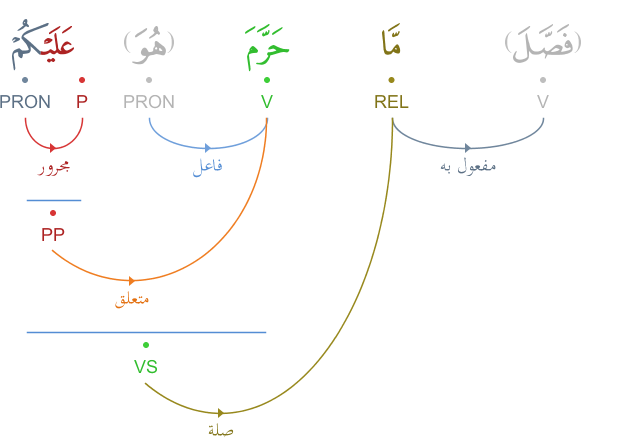 (فَصَّلَ) مَّا حَرَّمَ (هُوَ) عَلَيْكُمْ
V REL V PRON P PRON
مفعول به فاعل مجرور
PP
متعلق
VS
صلة